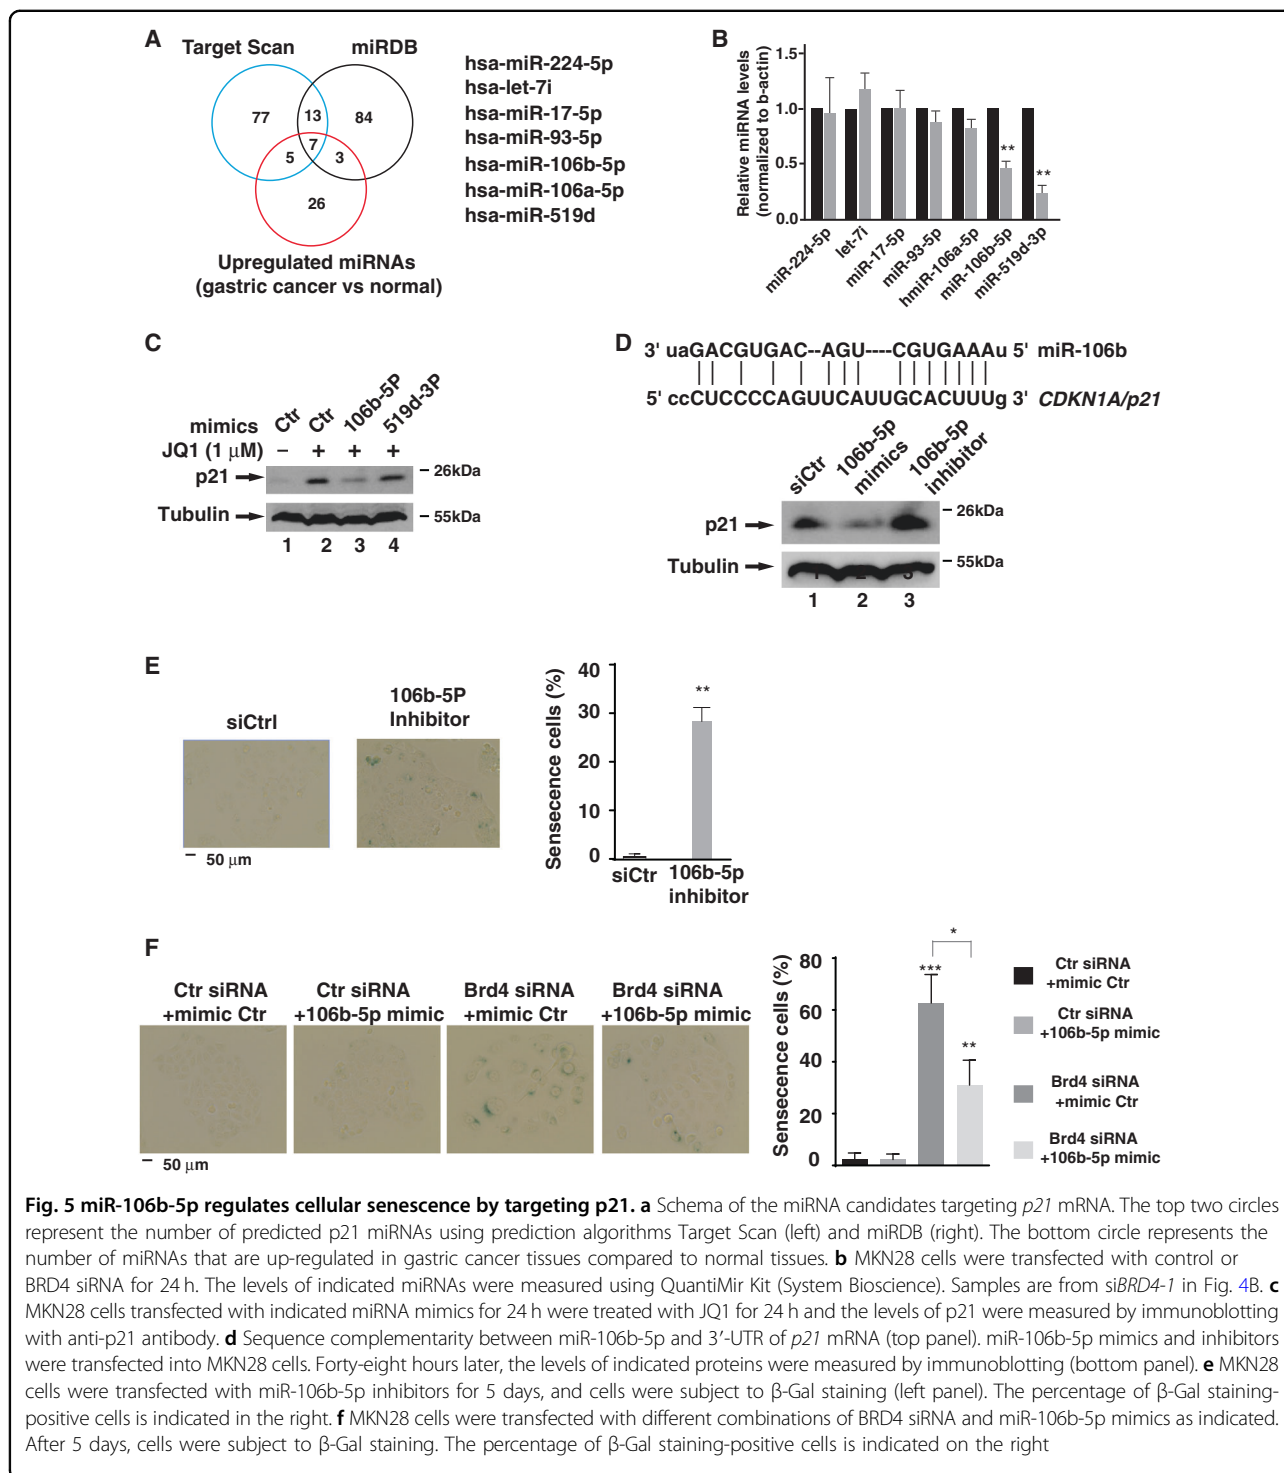 A
Target Scan
miRDB
77
13
84
7
5
3
26
Upregulated miRNAs
(gastric cancer vs normal)
hsa-miR-224-5p
hsa-let-7i
hsa-miR-17-5p
hsa-miR-93-5p
hsa-miR-106b-5p
hsa-miR-106a-5p
hsa-miR-519d
B
Relative miRNA levels
(normalized to b-actin)
1.5
1.0
0.5
0.0
**
**
miR-224-5p
let-7i
miR-17-5p
miR-93-5p
hmiR-106a-5p
miR-106b-5p
miR-519d-3p
C
mimics
Ctr
Ctr
106b-5P
519d-3P
JQ1 (1 μM) – + + +
p21
26kDa
Tubulin
55kDa
1 2 3 4
D
3' uaGACGUGAC--AGU----CGUGAAAu 5' miR-106b
5' ccCUCCCCAGUUCAUUGCACUUUg 3' CDKN1A/p21
siCtr
106b-5p
mimics
106b-5p
inhibitor
p21
26kDa
Tubulin
55kDa
1 2 3
E
siCtrl
106b-5P
Inhibitor
50 μm
Sensecence cells (%)
40
30
20
10
0
**
siCtr
106b-5p
inhibitor
F
Ctr siRNA
+mimic Ctr
Ctr siRNA
+106b-5p mimic
Brd4 siRNA
+mimic Ctr
Brd4 siRNA
+106b-5p mimic
50 μm
Sensecence cells (%)
80
60
40
20
0
***
*
**
Ctr siRNA
+mimic Ctr
Ctr siRNA
+106b-5p mimic
Brd4 siRNA
+mimic Ctr
Brd4 siRNA
+106b-5p mimic
Fig. 5 miR-106b-5p regulates cellular senescence by targeting p21. a Schema of the miRNA candidates targeting p21 mRNA. The top two circles
represent the number of predicted p21 miRNAs using prediction algorithms Target Scan (left) and miRDB (right). The bottom circle represents the
number of miRNAs that are up-regulated in gastric cancer tissues compared to normal tissues. b MKN28 cells were transfected with control or
BRD4 siRNA for 24 h. The levels of indicated miRNAs were measured using QuantiMir Kit (System Bioscience). Samples are from siBRD4-1 in Fig. 4B. c
MKN28 cells transfected with indicated miRNA mimics for 24 h were treated with JQ1 for 24 h and the levels of p21 were measured by immunoblotting
with anti-p21 antibody. d Sequence complementarity between miR-106b-5p and 3′-UTR of p21 mRNA (top panel). miR-106b-5p mimics and inhibitors
were transfected into MKN28 cells. Forty-eight hours later, the levels of indicated proteins were measured by immunoblotting (bottom panel). e MKN28
cells were transfected with miR-106b-5p inhibitors for 5 days, and cells were subject to β-Gal staining (left panel). The percentage of β-Gal staining-
positive cells is indicated in the right. f MKN28 cells were transfected with different combinations of BRD4 siRNA and miR-106b-5p mimics as indicated.
After 5 days, cells were subject to β-Gal staining. The percentage of β-Gal staining-positive cells is indicated on the right